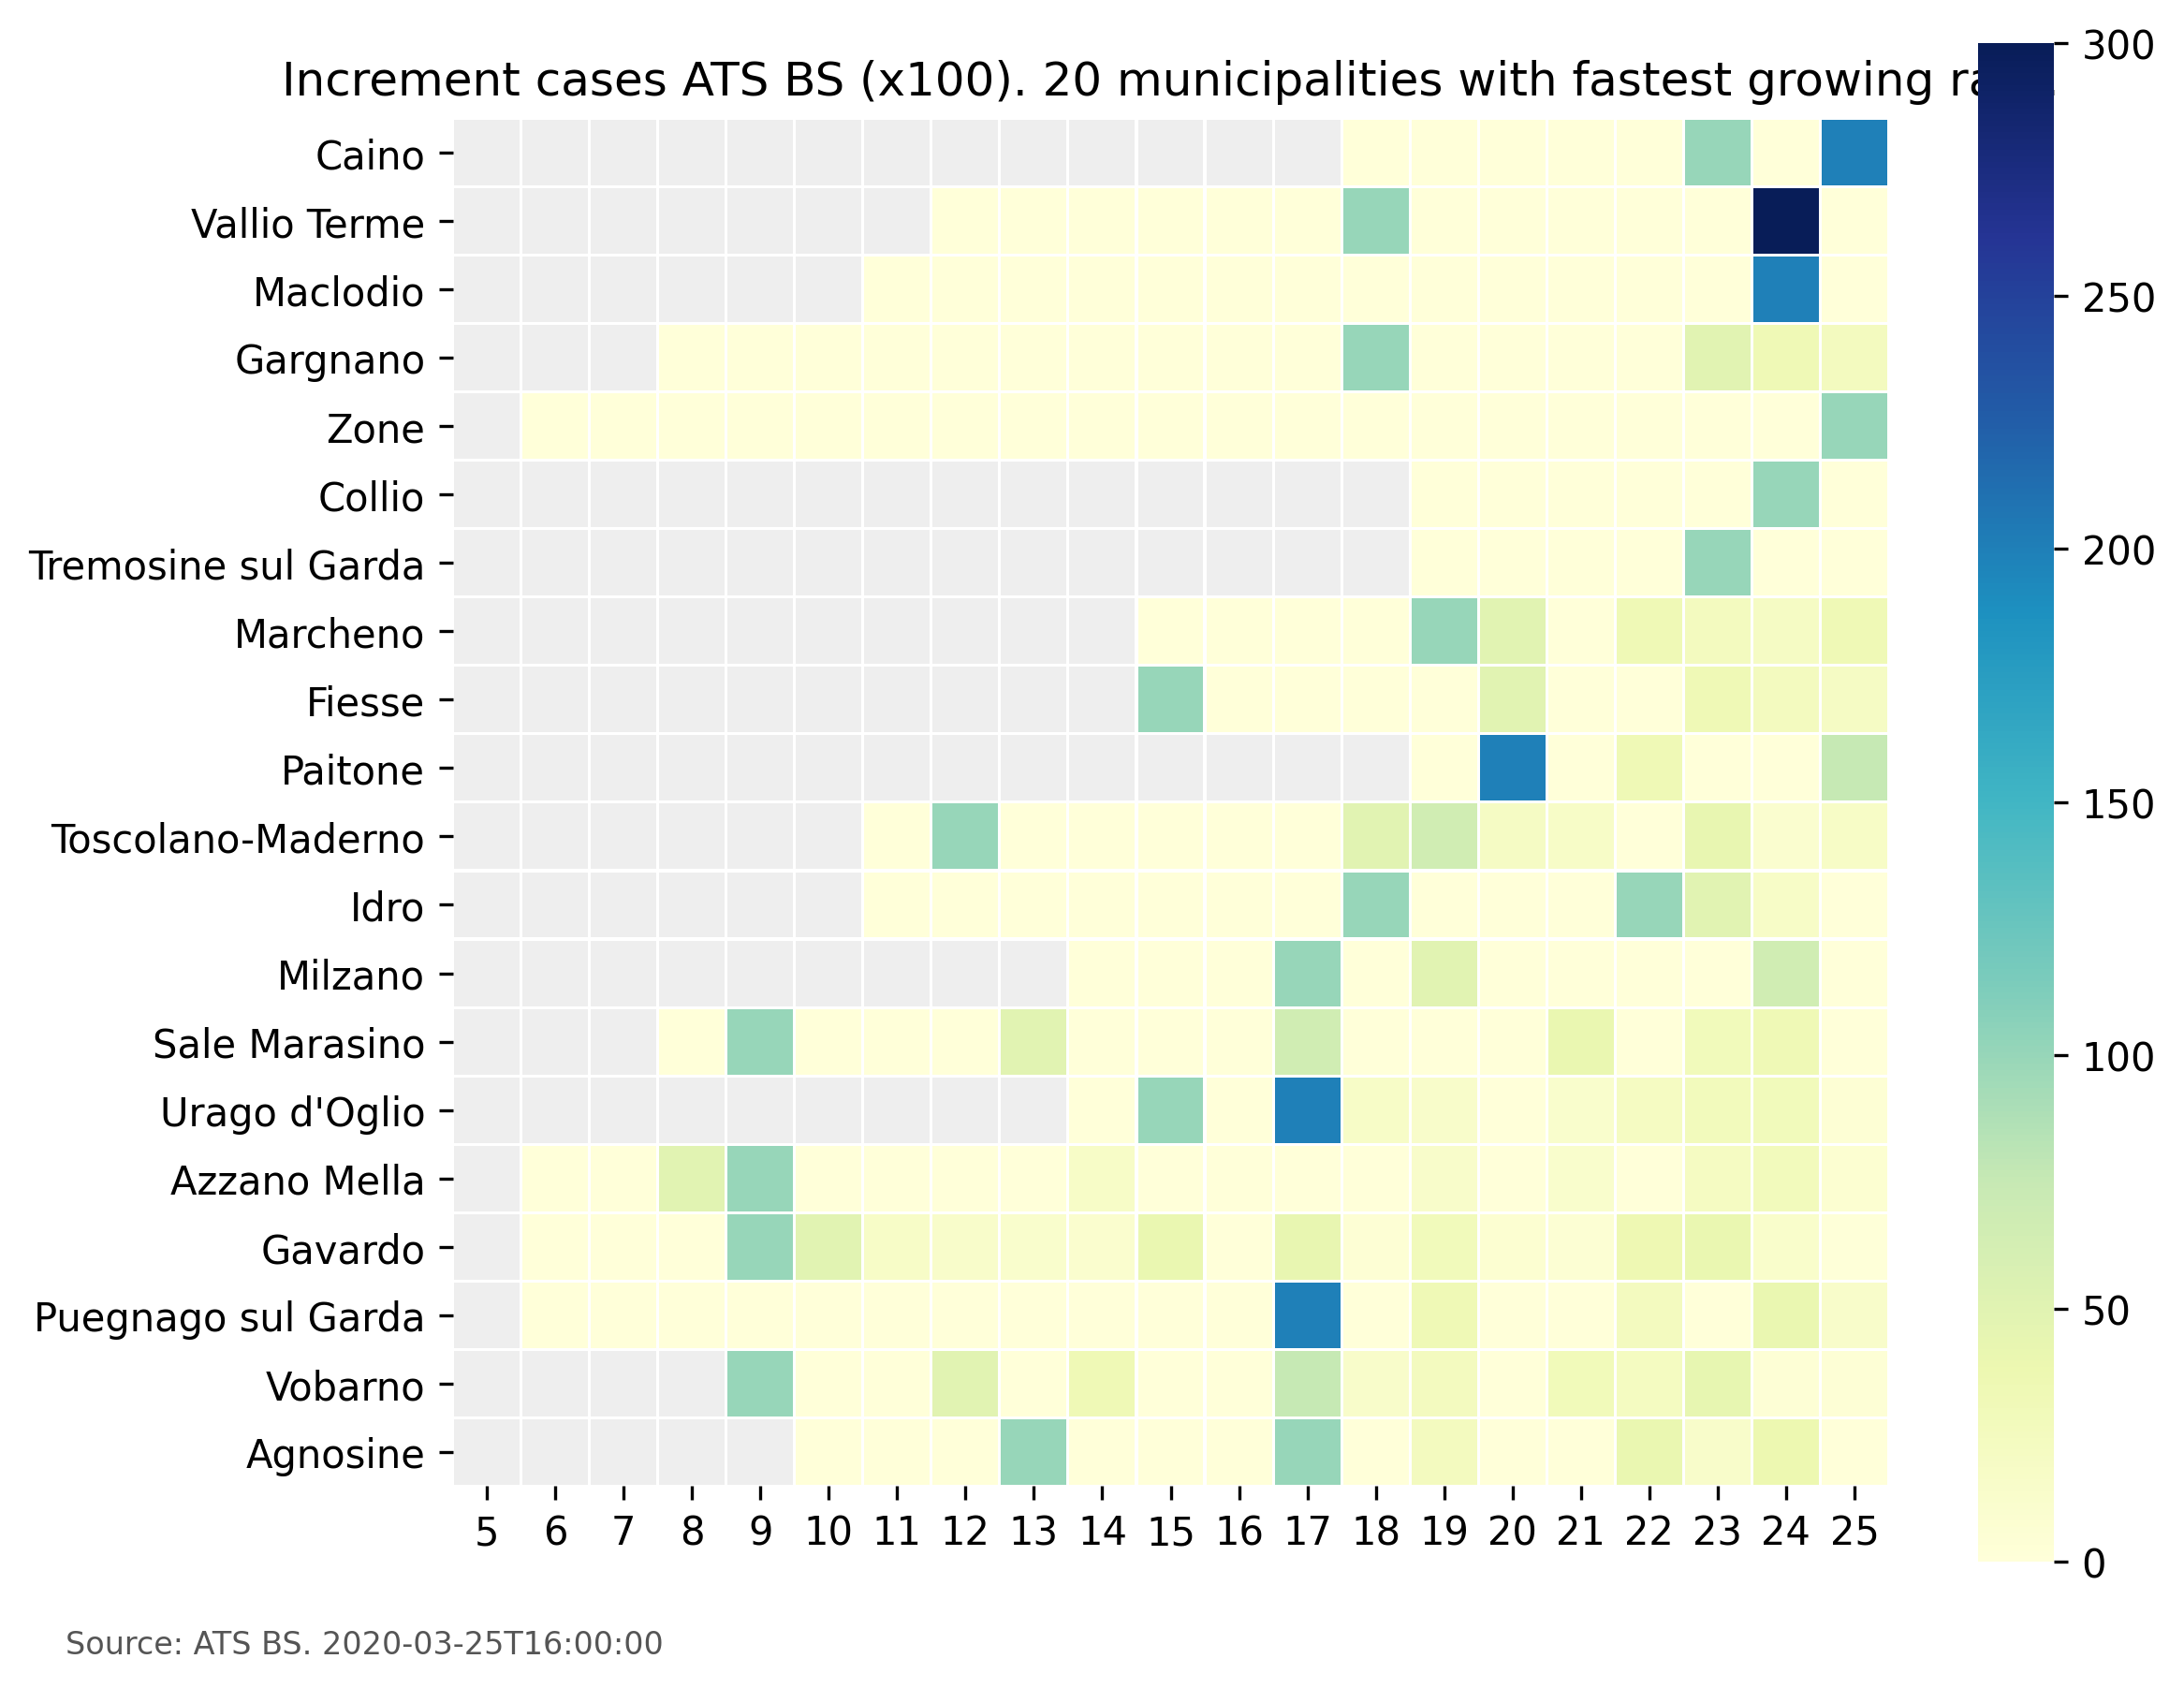 Increment cases ATS BS (x100). 20 municipalities with fastest growing
Caino
Vallio Terme
Maclodio
Gargnano
Zone
Collio
Tremosine sul Garda
Marcheno
Fiesse
Paitone
Toscolano-Maderno
Idro
Milzano
Sale Marasino
Urago d'Oglio
Azzano Mella
Gavardo
Puegnago sul Garda
Vobarno
Agnosine
5 6 7 8 9 10 11 12 13 14 15 16 17 18 19 20 21 22 23 24 25
300
250
200
150
100
50
0
Source: ATS BS. 2020-03-25T16:00:00